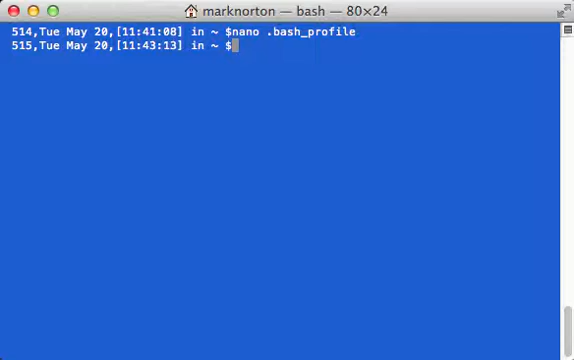 marknorton — bash — 80×24
514,Tue May 20,[11:41:08] in ~ $nano .bash_profile
515,Tue May 20,[11:43:13] in ~ $